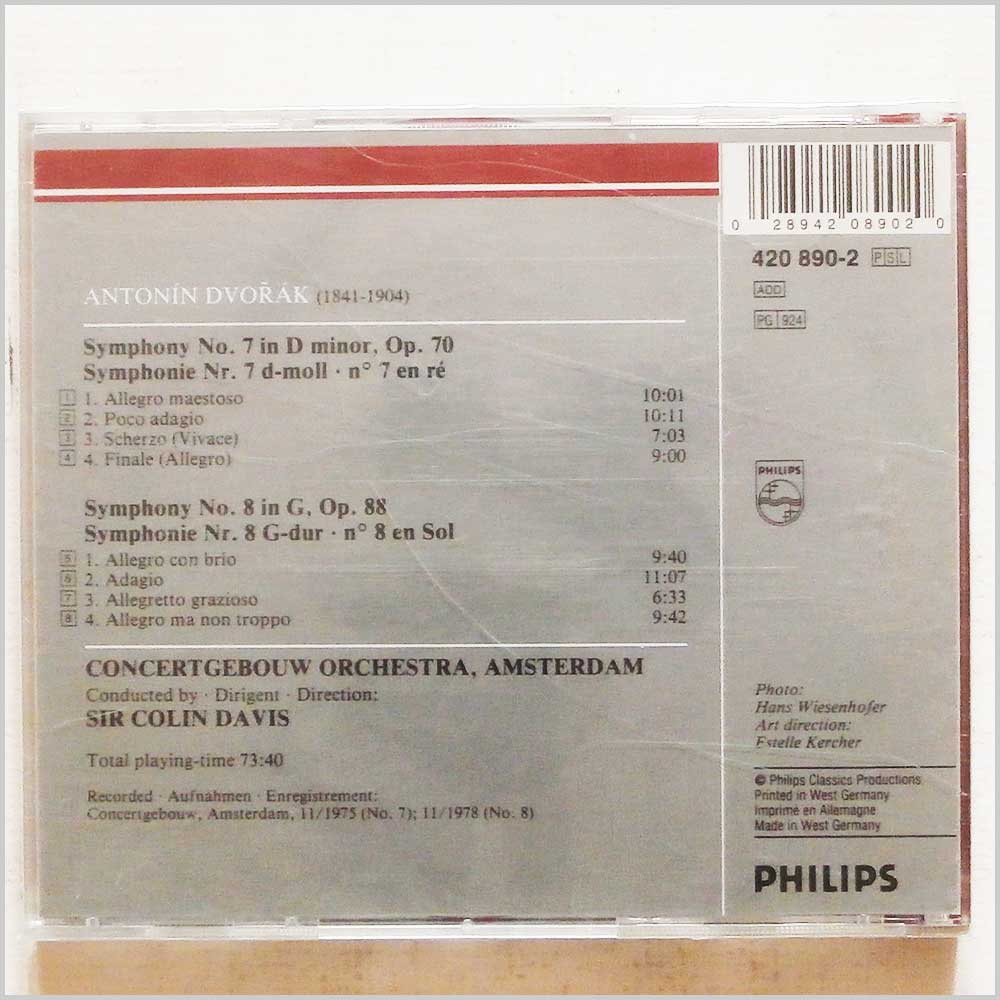 0 28942 08902 0
420 890-2 PSL
ADD
PG 924
ANTONÍN DVOŘÁK (1841-1904)
Symphony No. 7 in D minor, Op. 70
Symphonie Nr. 7 d-moll · n° 7 en ré
1 1. Allegro maestoso 10:01
2 2. Poco adagio 10:11
3 3. Scherzo (Vivace) 7:03
4 4. Finale (Allegro) 9:00
Symphony No. 8 in G, Op. 88
Symphonie Nr. 8 G-dur · n° 8 en Sol
5 1. Allegro con brio 9:40
6 2. Adagio 11:07
7 3. Allegretto grazioso 6:33
8 4. Allegro ma non troppo 9:42
CONCERTGEBOUW ORCHESTRA, AMSTERDAM
Conducted by · Dirigent · Direction:
SIR COLIN DAVIS
Total playing-time 73:40
Recorded · Aufnahmen · Enregistrement:
Concertgebouw, Amsterdam, 11/1975 (No. 7); 11/1978 (No. 8)
PHILIPS
Photo:
Hans Wiesenhofer
Art direction:
Estelle Kercher
© Philips Classics Productions
Printed in West Germany
Imprimé en Allemagne
Made in West Germany
PHILIPS